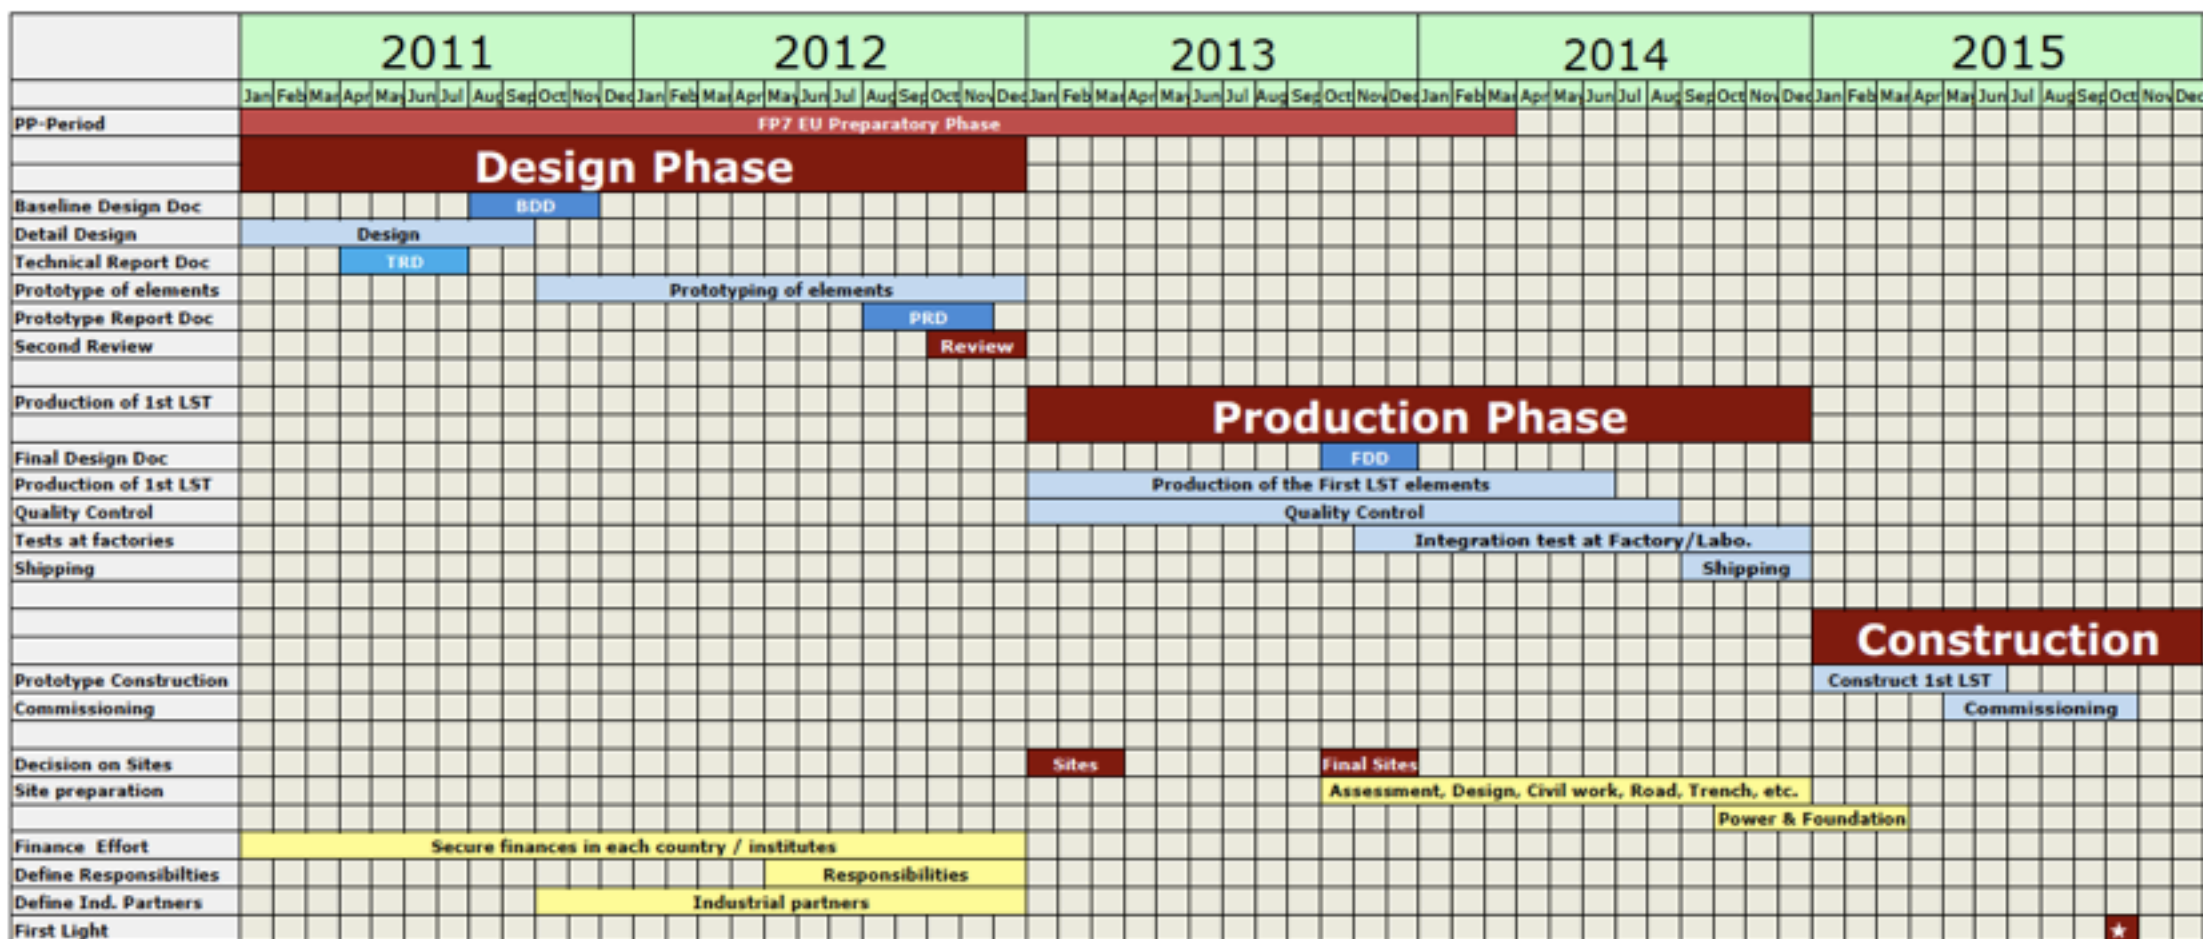 2011 2012 2013 2014 2015
Jan Feb Mar Apr May Jun Jul Aug Sep Oct Nov Dec Jan Feb Mar Apr May Jun Jul Aug Sep Oct Nov Dec Jan Feb Mar Apr May Jun Jul Aug Sep Oct Nov Dec Jan Feb Mar Apr May Jun Jul Aug Sep Oct Nov Dec Jan Feb Mar Apr May Jun Jul Aug Sep Oct Nov Dec
PP-Period FP7 EU Preparatory Phase
Design Phase
Baseline Design Doc BDD
Detail Design Design
Technical Report Doc TRD
Prototype of elements Prototyping of elements
Prototype Report Doc PRD
Second Review Review
Production of 1st LST Production Phase
Final Design Doc FDD
Production of 1st LST Production of the First LST elements
Quality Control Quality Control
Tests at factories Integration test at Factory/Labo.
Shipping Shipping
Construction
Prototype Construction Construct 1st LST
Commissioning Commissioning
Decision on Sites Sites Final Sites
Site preparation Assessment, Design, Civil work, Road, Trench, etc.
Power & Foundation
Finance Effort Secure finances in each country / institutes
Define Responsibilties Responsibilities
Define Ind. Partners Industrial partners
First Light